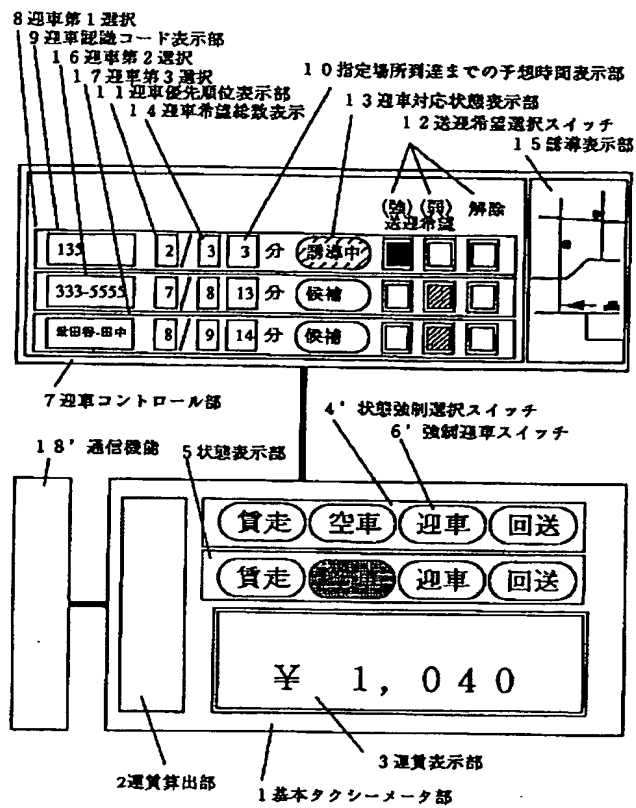 8迎車第1選択
9迎車認識コード表示部
16迎車第2選択
17迎車第3選択
11迎車優先順位表示部
14迎車希望総数表示
10指定場所到達までの予想時間表示部
13迎車対応状態表示部
12送迎希望選択スイッチ
15誘導表示部
(強) (弱) 解除
送迎希望
135 2/3 3 分 誘導中
333-5555 7/8 13 分 候補
世田谷-田中 8/9 14 分 候補
7迎車コントロール部
4'状態強制選択スイッチ
6'強制迎車スイッチ
18'通信機能
5状態表示部
賃走 空車 迎車 回送
賃走 迎車 回送
¥ 1,040
3運賃表示部
2運賃算出部
1基本タクシーメータ部